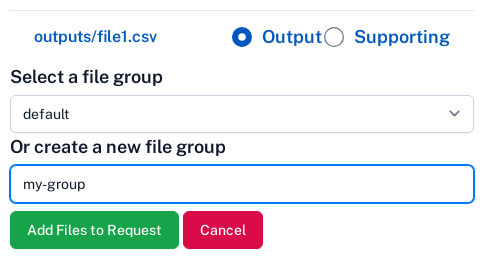 outputs/file1.csv Output Supporting
Select a file group
default
Or create a new file group
my-group
Add Files to Request Cancel